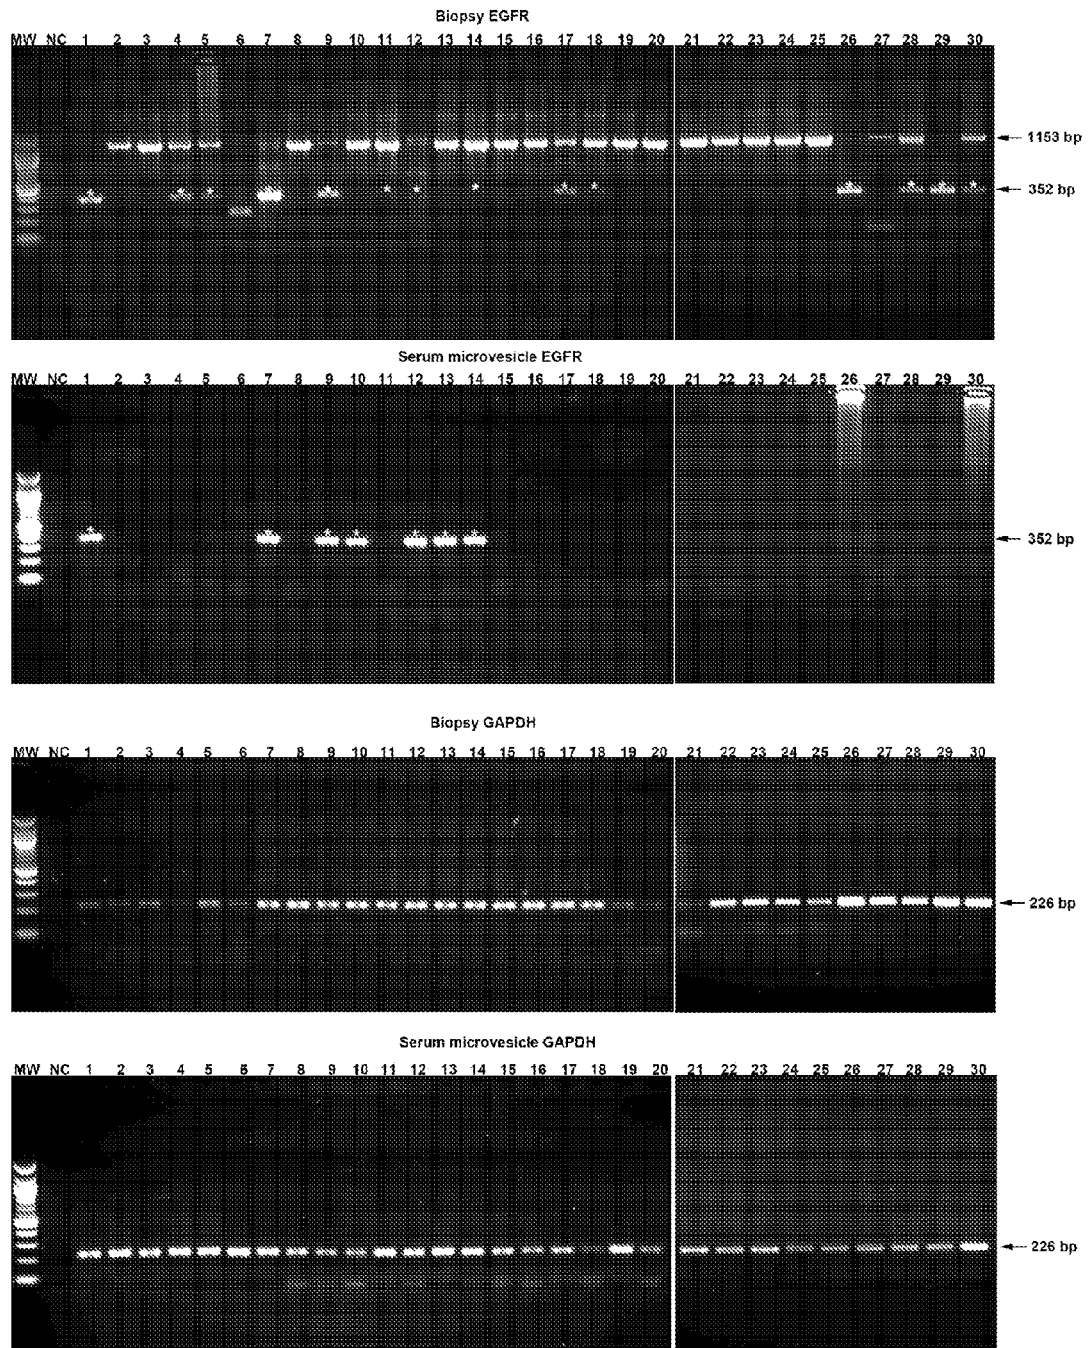 Biopsy EGFR
MW NC 1 2 3 4 5 6 7 8 9 10 11 12 13 14 15 16 17 18 19 20 21 22 23 24 25 26 27 28 29 30
1153 bp
352 bp
Serum microvesicle EGFR
MW NC 1 2 3 4 5 6 7 8 9 10 11 12 13 14 15 16 17 18 19 20 21 22 23 24 25 26 27 28 29 30
352 bp
Biopsy GAPDH
MW NC 1 2 3 4 5 6 7 8 9 10 11 12 13 14 15 16 17 18 19 20 21 22 23 24 25 26 27 28 29 30
226 bp
Serum microvesicle GAPDH
MW NC 1 2 3 4 5 6 7 8 9 10 11 12 13 14 15 16 17 18 19 20 21 22 23 24 25 26 27 28 29 30
226 bp